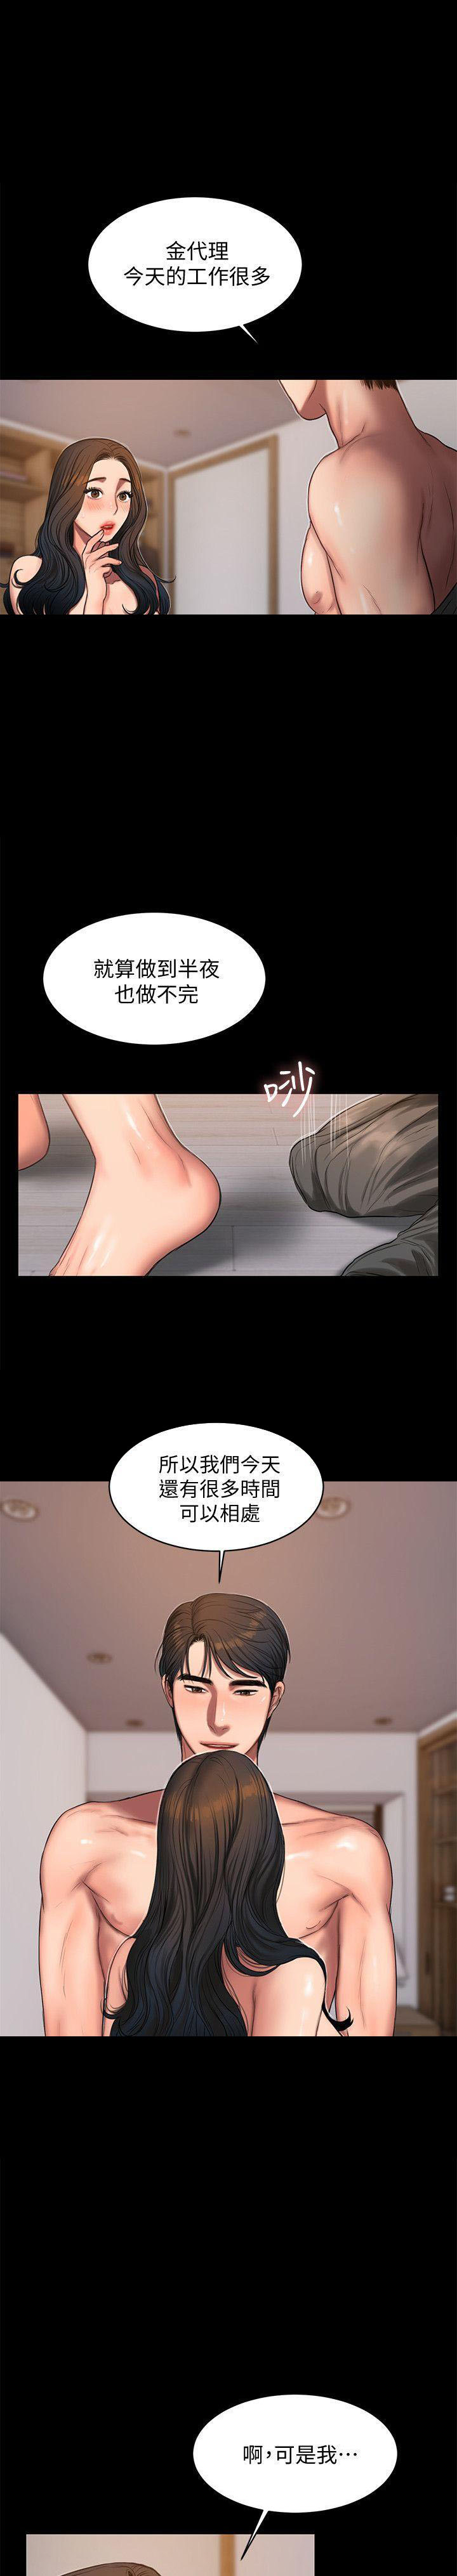 金代理
今天的工作很多
就算做到半夜
也做不完
唦
所以我們今天
還有很多時間
可以相處
啊，可是我⋯